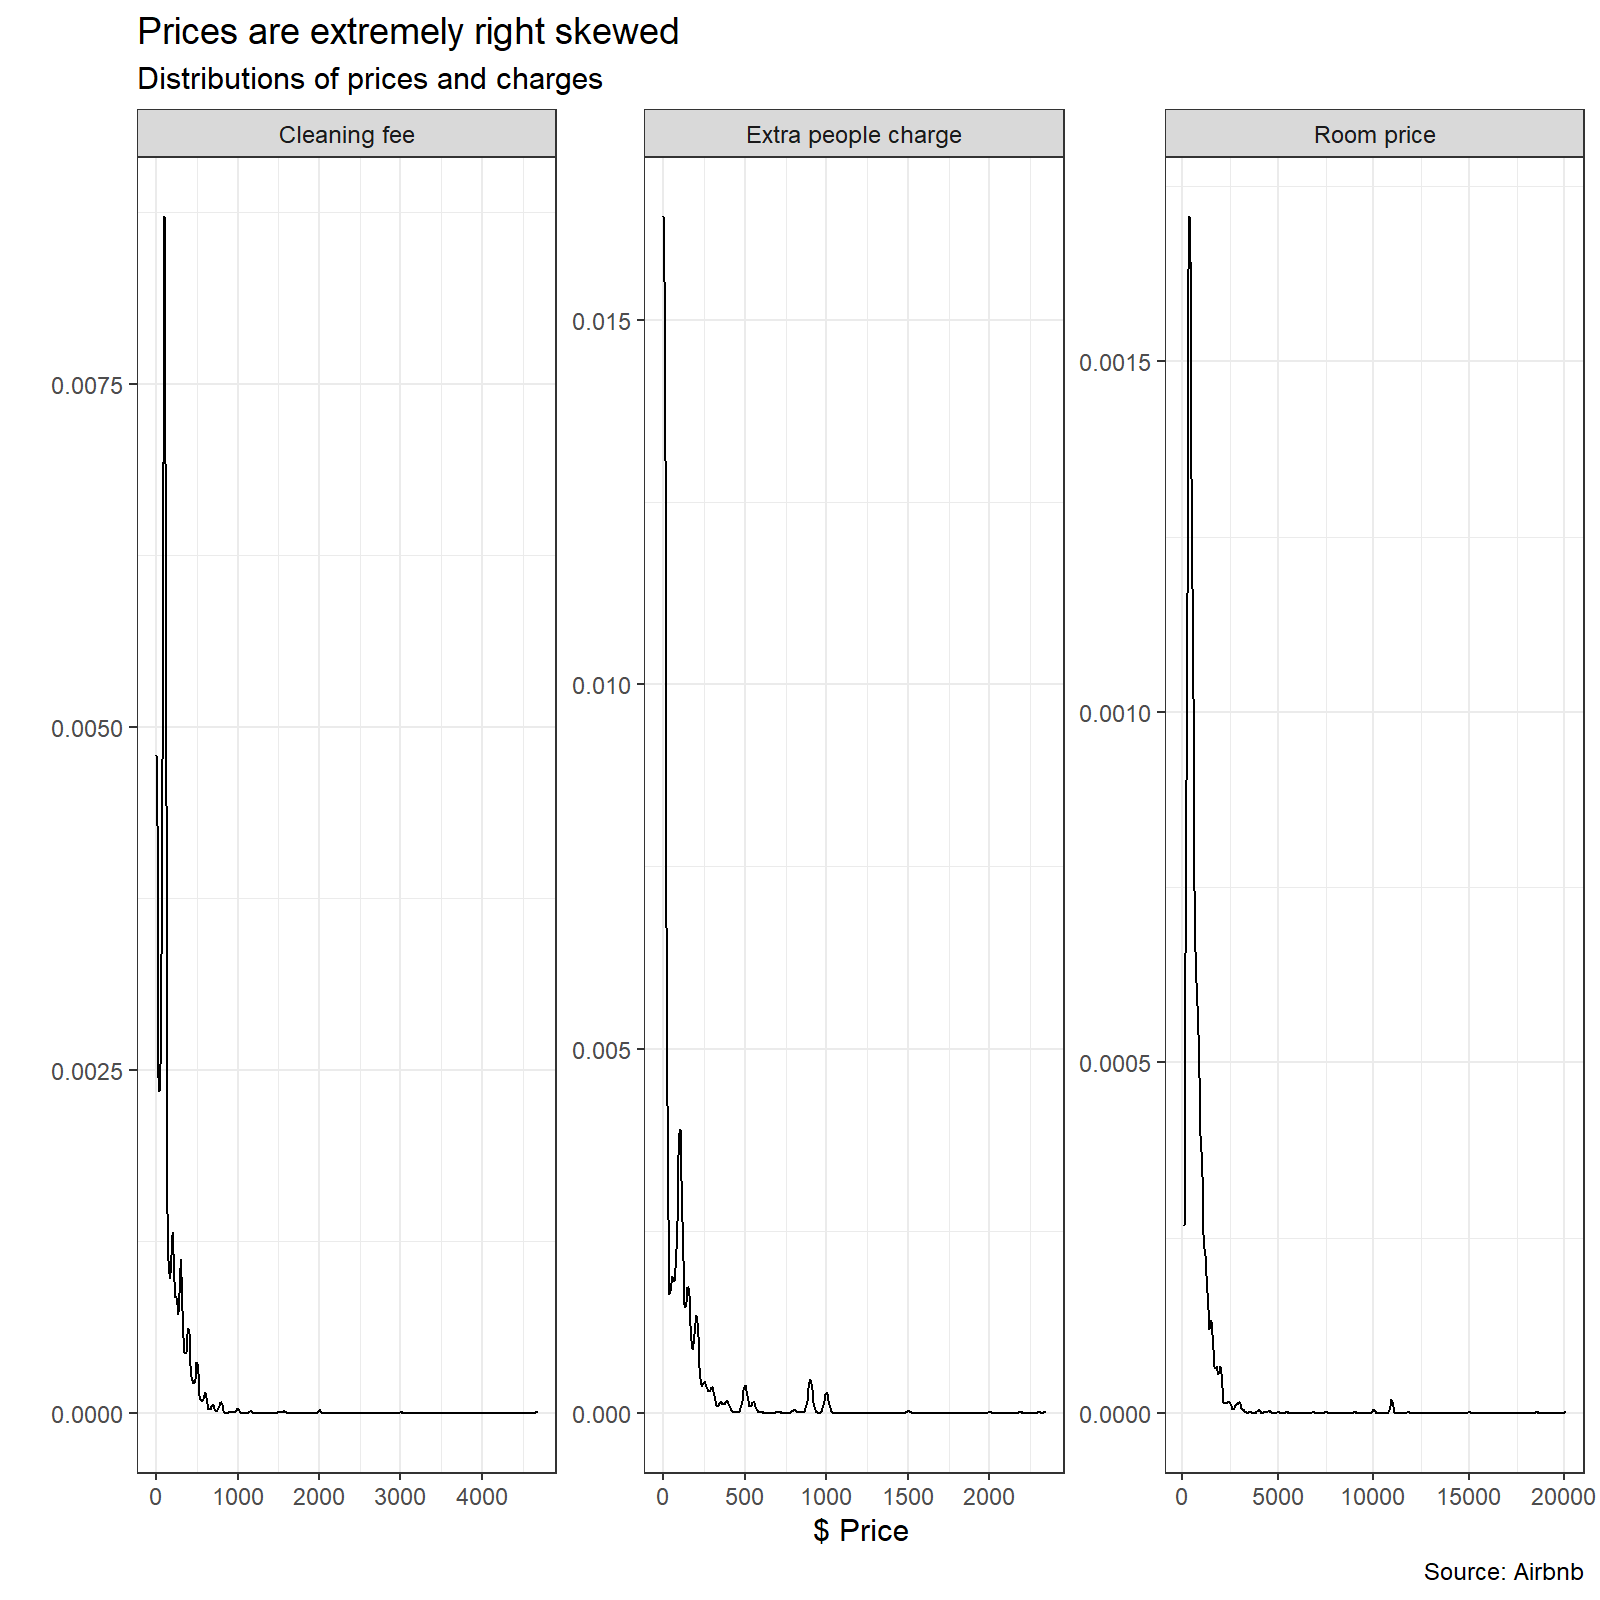 Prices are extremely right skewed
Distributions of prices and charges
Cleaning fee
0.0075
0.0050
0.0025
0.0000
0 1000 2000 3000 4000
Extra people charge
0.015
0.010
0.005
0.000
0 500 1000 1500 2000
Room price
0.0015
0.0010
0.0005
0.0000
0 5000 10000 15000 20000
$ Price
Source: Airbnb